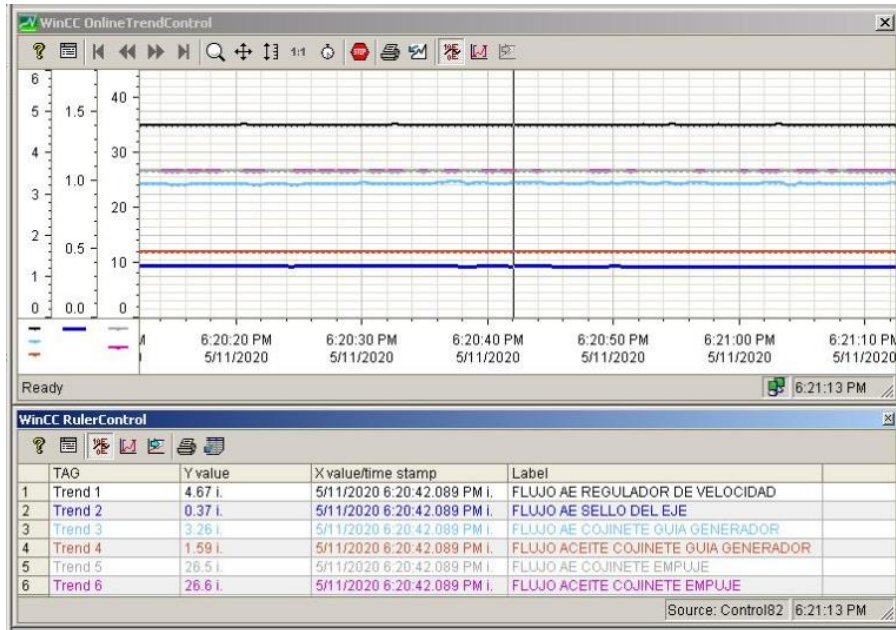 WinCC OnlineTrendControl
1:1
STOP
6
5
4
3
2
1
0
1.5
1.0
0.5
0.0
40
30
20
10
0
M
6:20:20 PM
5/11/2020
6:20:30 PM
5/11/2020
6:20:40 PM
5/11/2020
6:20:50 PM
5/11/2020
6:21:00 PM
5/11/2020
6:21:10 PM
5/11/2020
Ready
6:21:13 PM
WinCC RulerControl
TAG Y value X value/time stamp Label
1 Trend 1 4.67 i. 5/11/2020 6:20:42.089 PM i. FLUJO AE REGULADOR DE VELOCIDAD
2 Trend 2 0.37 i. 5/11/2020 6:20:42.089 PM i. FLUJO AE SELLO DEL EJE
3 Trend 3 3.26 i. 5/11/2020 6:20:42.089 PM i. FLUJO AE COJINETE GUIA GENERADOR
4 Trend 4 1.59 i. 5/11/2020 6:20:42.089 PM i. FLUJO ACEITE COJINETE GUIA GENERADOR
5 Trend 5 26.5 i. 5/11/2020 6:20:42.089 PM i. FLUJO AE COJINETE EMPUJE
6 Trend 6 26.6 i. 5/11/2020 6:20:42.089 PM i. FLUJO ACEITE COJINETE EMPUJE
Source: Control82 6:21:13 PM